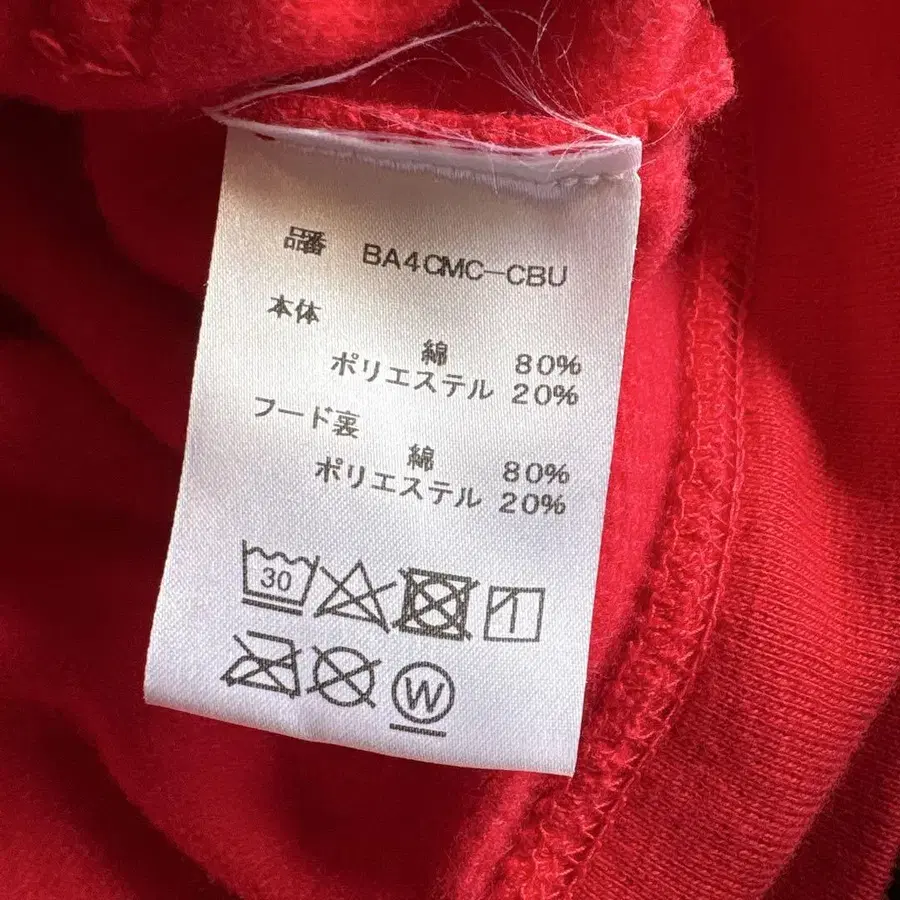 品番 BA4CMC-CBU
本体
綿 80%
ポリエステル 20%
フード裏
綿 80%
ポリエステル 20%
30
W